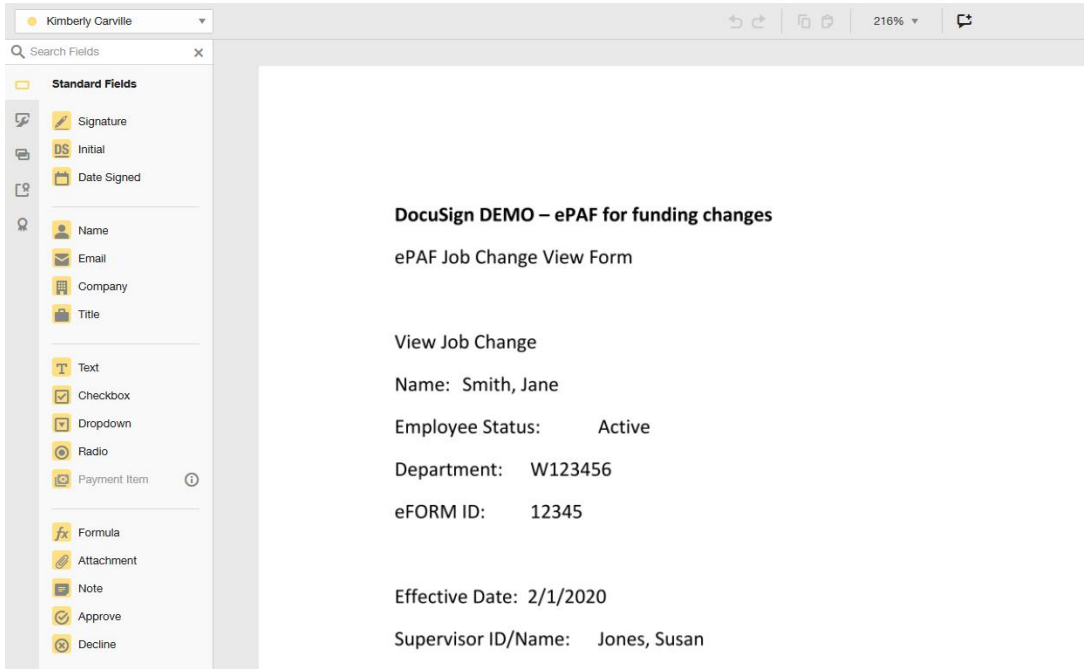 Kimberly Carville
216%
Search Fields
Standard Fields
Signature
DS Initial
Date Signed
Name
Email
Company
Title
T Text
Checkbox
Dropdown
Radio
Payment Item
fx Formula
Attachment
Note
Approve
Decline
DocuSign DEMO – ePAF for funding changes
ePAF Job Change View Form
View Job Change
Name: Smith, Jane
Employee Status: Active
Department: W123456
eFORM ID: 12345
Effective Date: 2/1/2020
Supervisor ID/Name: Jones, Susan